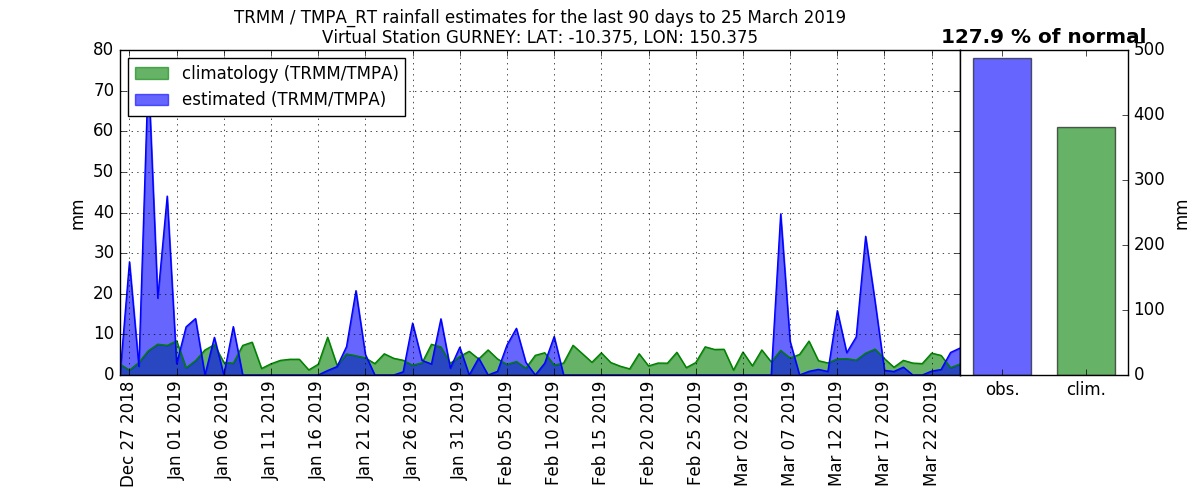 TRMM / TMPA_RT rainfall estimates for the last 90 days to 25 March 2019
Virtual Station GURNEY: LAT: -10.375, LON: 150.375
127.9 % of normal
climatology (TRMM/TMPA)
estimated (TRMM/TMPA)
80
70
60
50
40
30
20
10
0
mm
500
400
300
200
100
0
mm
Dec 27 2018
Jan 01 2019
Jan 06 2019
Jan 11 2019
Jan 16 2019
Jan 21 2019
Jan 26 2019
Jan 31 2019
Feb 05 2019
Feb 10 2019
Feb 15 2019
Feb 20 2019
Feb 25 2019
Mar 02 2019
Mar 07 2019
Mar 12 2019
Mar 17 2019
Mar 22 2019
obs.
clim.